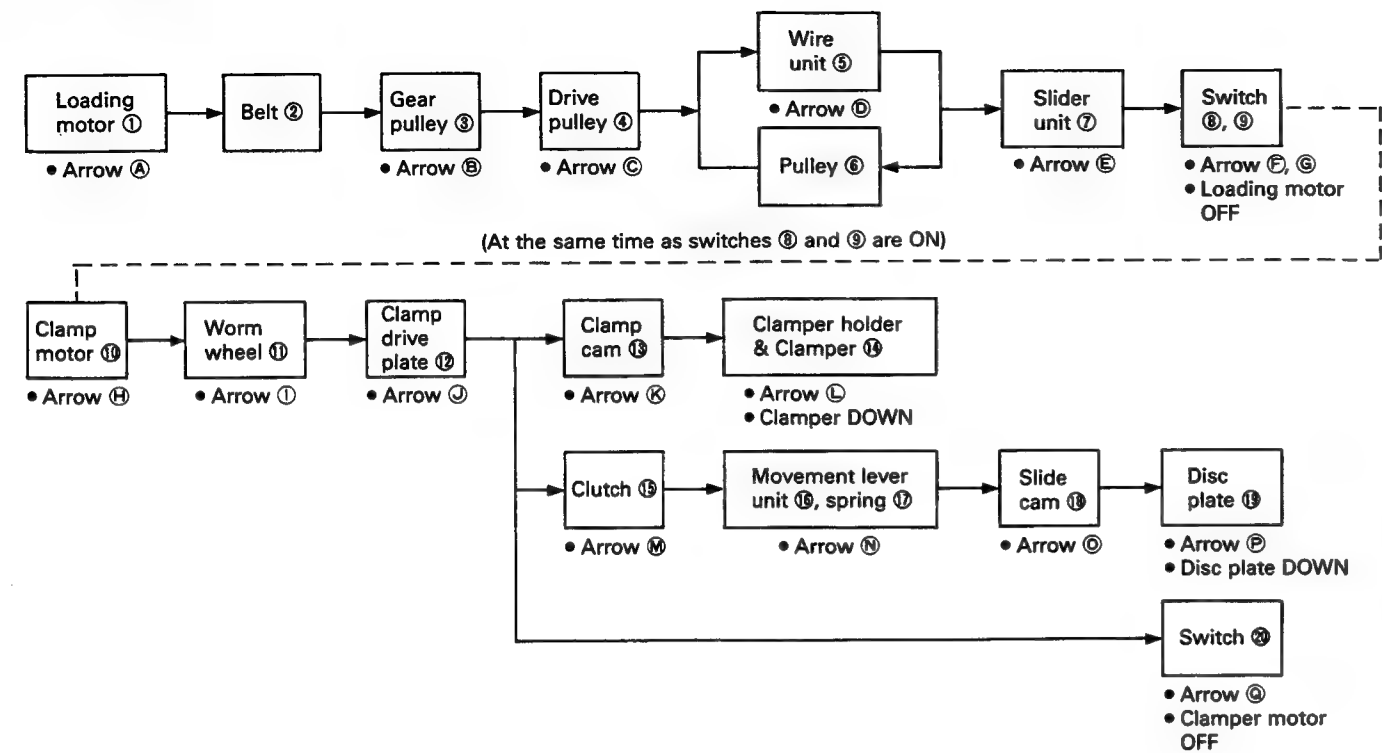 Loading
motor ①
• Arrow Ⓐ
Belt ②
Gear
pulley ③
• Arrow Ⓑ
Drive
pulley ④
• Arrow Ⓒ
Wire
unit ⑤
• Arrow Ⓓ
Pulley ⑥
Slider
unit ⑦
• Arrow Ⓔ
Switch
⑧, ⑨
• Arrow Ⓕ, Ⓖ
• Loading motor
OFF
(At the same time as switches ⑧ and ⑨ are ON)
Clamp
motor ⑩
• Arrow Ⓗ
Worm
wheel ⑪
• Arrow Ⓘ
Clamp
drive
plate ⑫
• Arrow Ⓙ
Clamp
cam ⑬
• Arrow Ⓚ
Clamper holder
& Clamper ⑭
• Arrow Ⓛ
• Clamper DOWN
Clutch ⑮
• Arrow Ⓜ
Movement lever
unit ⑯, spring ⑰
• Arrow Ⓝ
Slide
cam ⑱
• Arrow Ⓞ
Disc
plate ⑲
• Arrow Ⓟ
• Disc plate DOWN
Switch ⑳
• Arrow Ⓠ
• Clamper motor
OFF